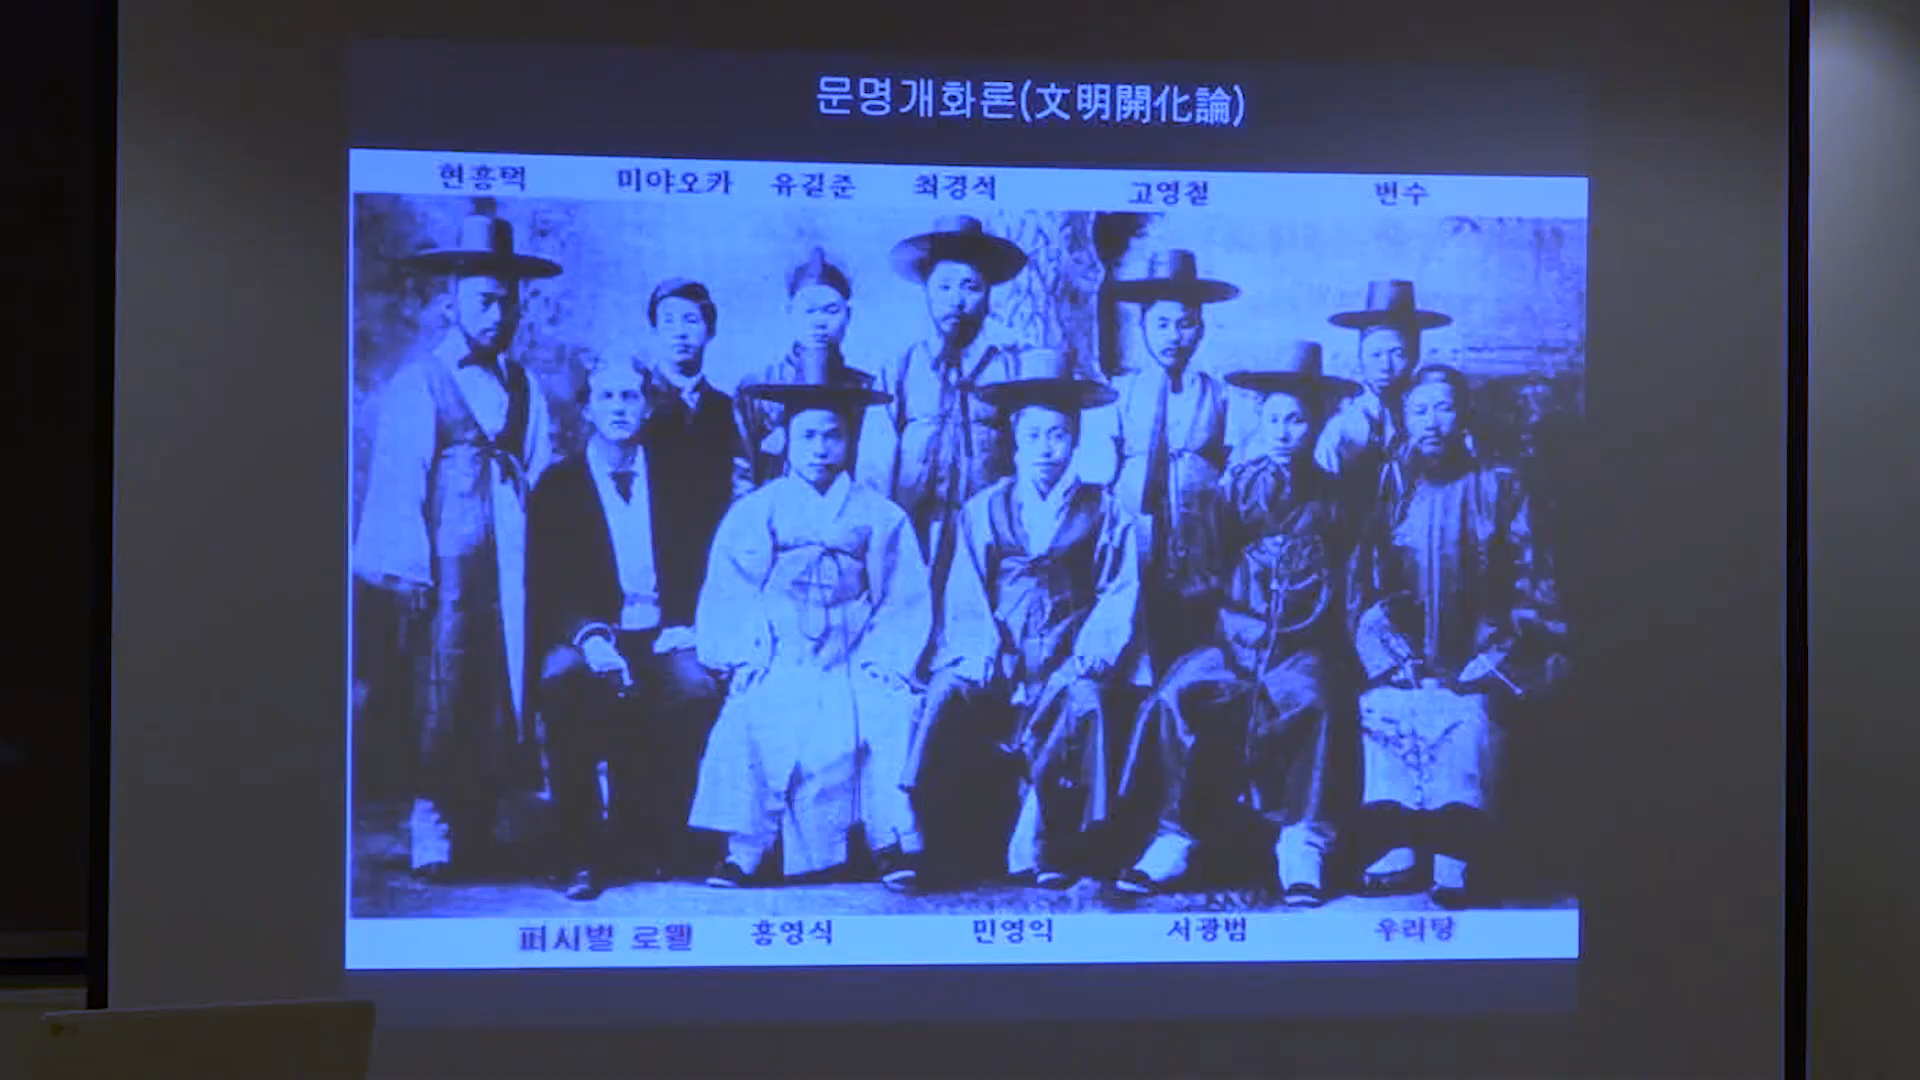 문명개화론(文明開化論)
현흥택 미야오카 유길준 최경석 고영철 변수
퍼시벌 로웰 홍영식 민영익 서광범 우리탕